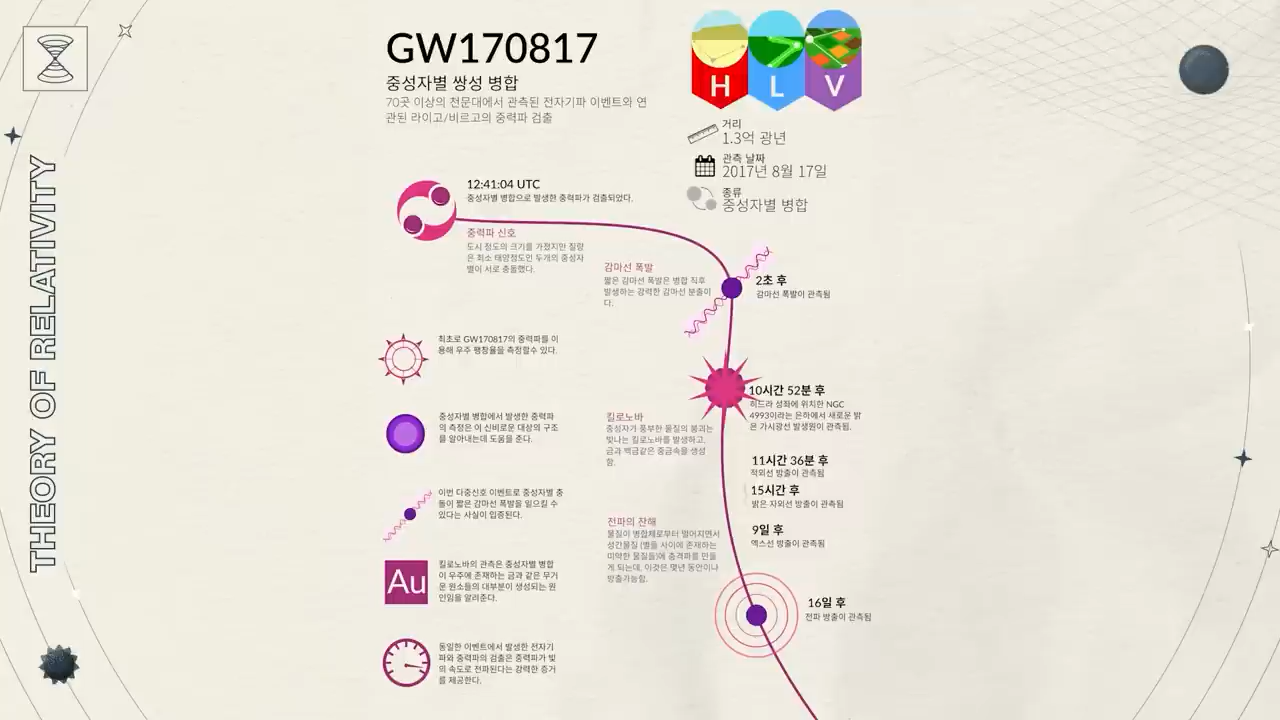 THEORY OF RELATIVITY
GW170817
중성자별 쌍성 병합
70곳 이상의 천문대에서 관측된 전자기파 이벤트와 연
관된 라이고/비르고의 중력파 검출
H L V
거리
1.3억 광년
관측 날짜
2017년 8월 17일
종류
중성자별 병합
12:41:04 UTC
중성자별 병합으로 발생한 중력파가 검출되었다.
중력파 신호
도시 정도의 크기를 가졌지만 질량
은 최소 태양정도인 두개의 중성자
별이 서로 충돌했다.
감마선 폭발
짧은 감마선 폭발은 병합 직후
발생하는 강력한 감마선 분출이
다.
2초 후
감마선 폭발이 관측됨
최초로 GW170817의 중력파를 이
용해 우주 팽창율을 측정할수 있다.
10시간 52분 후
히드라 성좌에 위치한 NGC
4993이라는 은하에서 새로운 밝
은 가시광선 발생원이 관측됨.
중성자별 병합에서 발생한 중력파
의 측정은 이 신비로운 대상의 구조
를 알아내는데 도움을 준다.
킬로노바
중성자가 풍부한 물질의 붕괴는
빛나는 킬로노바를 발생하고,
금과 백금같은 중금속을 생성
함.
11시간 36분 후
적외선 방출이 관측됨
15시간 후
밝은 자외선 방출이 관측됨
이번 다중신호 이벤트로 중성자별 충
돌이 짧은 감마선 폭발을 일으킬 수
있다는 사실이 입증된다.
전파의 잔해
물질이 병합체로부터 멀어지면서
성간물질 (별들 사이에 존재하는
미약한 물질들)에 충격파를 만들
게 되는데, 이것은 몇년 동안이나
방출가능함.
9일 후
엑스선 방출이 관측됨
Au
킬로노바의 관측은 중성자별 병합
이 우주에 존재하는 금과 같은 무거
운 원소들의 대부분이 생성되는 원
인임을 알려준다.
16일 후
전파 방출이 관측됨
동일한 이벤트에서 발생한 전자기
파와 중력파의 검출은 중력파가 빛
의 속도로 전파된다는 강력한 증거
를 제공한다.